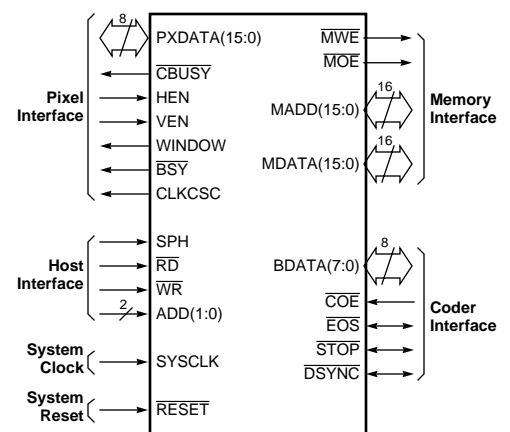 8
PXDATA(15:0)
CBUSY
HEN
VEN
WINDOW
BSY
CLKCSC
Pixel
Interface
SPH
RD
WR
2
ADD(1:0)
Host
Interface
System
Clock
SYSCLK
System
Reset
RESET
MWE
MOE
16
MADD(15:0)
16
MDATA(15:0)
Memory
Interface
8
BDATA(7:0)
COE
EOS
STOP
DSYNC
Coder
Interface